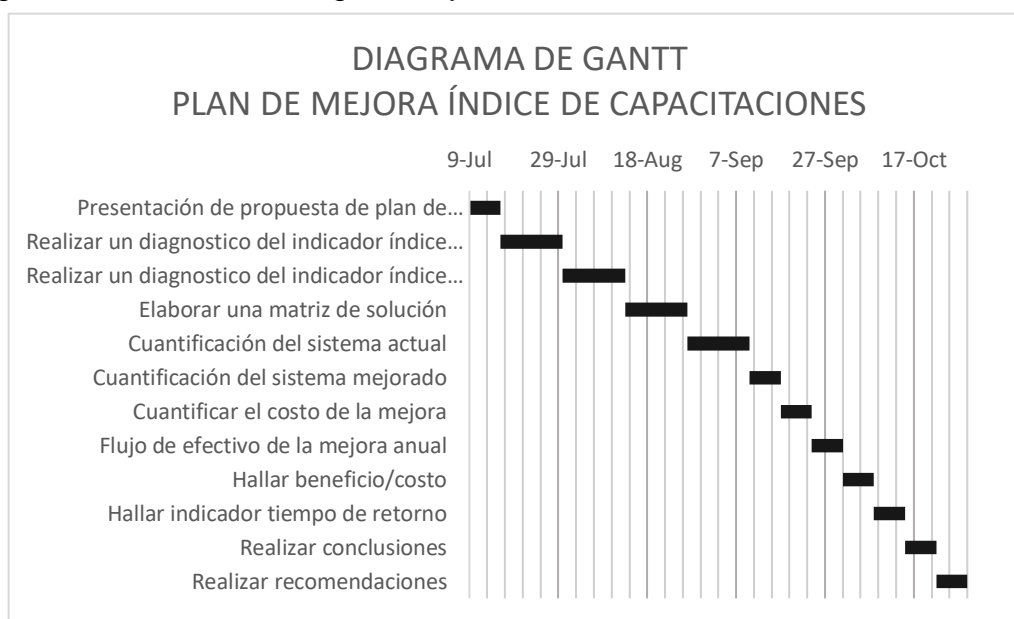 DIAGRAMA DE GANTT
PLAN DE MEJORA ÍNDICE DE CAPACITACIONES
9-Jul 29-Jul 18-Aug 7-Sep 27-Sep 17-Oct
Presentación de propuesta de plan de...
Realizar un diagnostico del indicador índice...
Realizar un diagnostico del indicador índice...
Elaborar una matriz de solución
Cuantificación del sistema actual
Cuantificación del sistema mejorado
Cuantificar el costo de la mejora
Flujo de efectivo de la mejora anual
Hallar beneficio/costo
Hallar indicador tiempo de retorno
Realizar conclusiones
Realizar recomendaciones